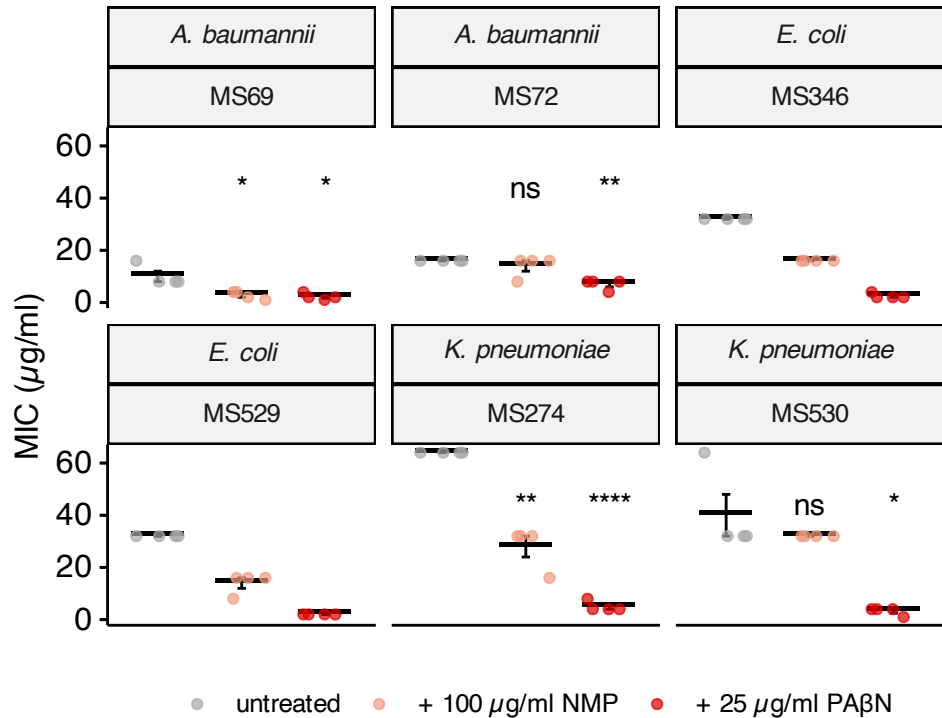 A. baumannii A. baumannii E. coli
MS69 MS72 MS346
60
40
20
0
* * ns **
E. coli K. pneumoniae K. pneumoniae
MS529 MS274 MS530
60
40
20
0
** **** ns *
MIC (µg/ml)
untreated + 100 µg/ml NMP + 25 µg/ml PAβN